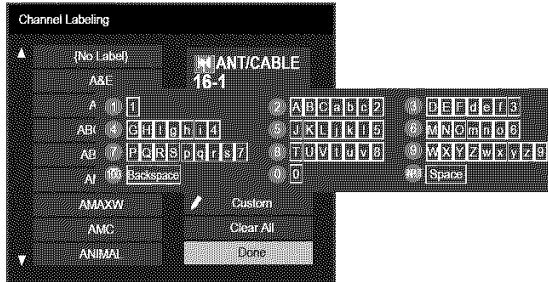 Channel Labeling
{No Label}
ANT/CABLE
16-1
A&E
A
1 1
2 A B C a b c 2
3 D E F d e f 3
AB(
4 G H I g h i 4
5 J K L j k l 5
6 M N O m n o 6
AB
7 P Q R S p q r s 7
8 T U V t u v 8
9 W X Y Z w x y z 9
100 Backspace
0 0
Space
AMAXW
Custom
AMC
Clear All
ANIMAL
Done